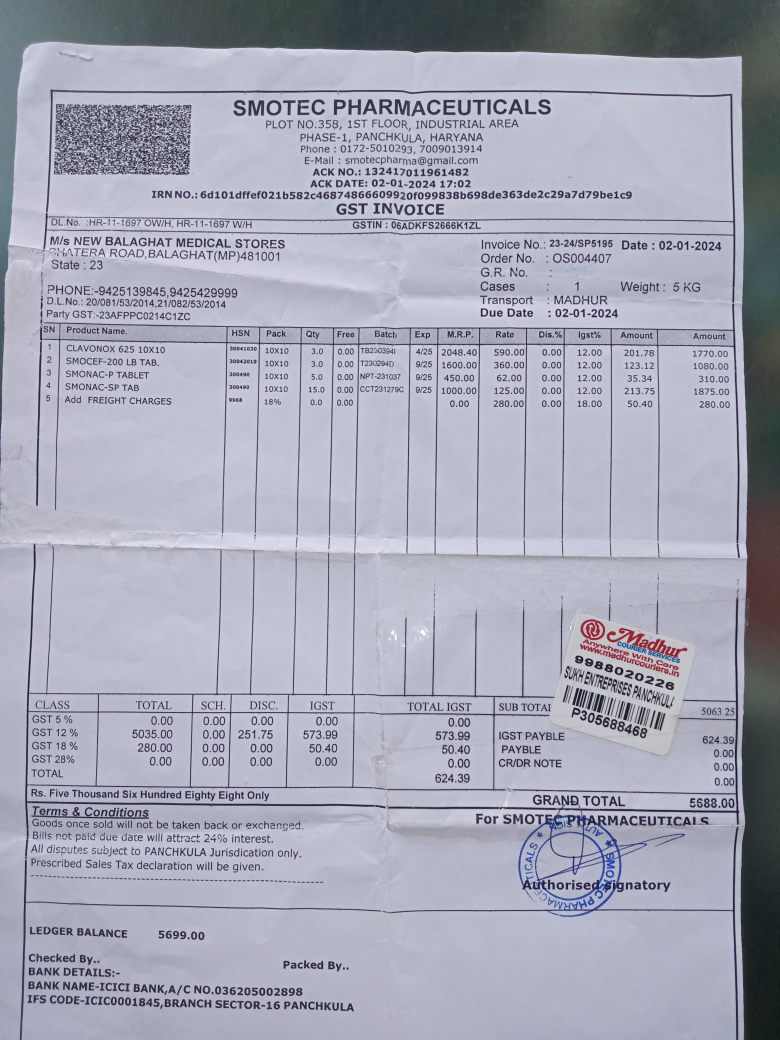 SMOTEC PHARMACEUTICALS
PLOT NO.358, 1ST FLOOR, INDUSTRIAL AREA
PHASE-1, PANCHKULA, HARYANA
Phone : 0172-5010293, 7009013914
E-Mail : smotecpharma@gmail.com
ACK NO.: 132417011961482
ACK DATE: 02-01-2024 17:02
IRN NO.: 6d101dffef021b582c46874866609920f099838b698de363de2c29a7d79be1c9
GST INVOICE
DL.No. :HR-11-1697 OW/H, HR-11-1697 W/H GSTIN : 06ADKFS2666K1ZL
M/s NEW BALAGHAT MEDICAL STORES
BHATERA ROAD,BALAGHAT(MP)481001
State : 23
PHONE:-9425139845,9425429999
D.L.No.: 20/081/53/2014,21/082/53/2014
Party GST:-23AFPPC0214C1ZC
Invoice No.: 23-24/SP5195 Date : 02-01-2024
Order No. : OS004407
G.R. No. :
Cases : 1 Weight : 5 KG
Transport : MADHUR
Due Date : 02-01-2024
SN Product Name. HSN Pack Qty Free Batch Exp M.R.P. Rate Dis.% Igst% Amount Amount
1 CLAVONOX 625 10X10 30041030 10X10 3.0 0.00 TB230394I 4/25 2048.40 590.00 0.00 12.00 201.78 1770.00
2 SMOCEF-200 LB TAB. 30042019 10X10 3.0 0.00 T230294D 9/25 1600.00 360.00 0.00 12.00 123.12 1080.00
3 SMONAC-P TABLET 300490 10X10 5.0 0.00 NPT-231037 9/25 450.00 62.00 0.00 12.00 35.34 310.00
4 SMONAC-SP TAB 300490 10X10 15.0 0.00 CCT231279C 9/25 1000.00 125.00 0.00 12.00 213.75 1875.00
5 Add FREIGHT CHARGES 9968 18% 0.0 0.00 0.00 280.00 0.00 18.00 50.40 280.00
Madhur
COURIER SERVICES
Anywhere With Care
www.madhurcouriers.in
9988020226
SUKH ENTREPRISES PANCHKULA
P305688468
CLASS TOTAL SCH. DISC. IGST TOTAL IGST
GST 5 % 0.00 0.00 0.00 0.00 0.00
GST 12 % 5035.00 0.00 251.75 573.99 573.99
GST 18 % 280.00 0.00 0.00 50.40 50.40
GST 28% 0.00 0.00 0.00 0.00 0.00
TOTAL 624.39
SUB TOTAL 5063.25
IGST PAYBLE 624.39
PAYBLE 0.00
CR/DR NOTE 0.00
0.00
Rs. Five Thousand Six Hundred Eighty Eight Only
GRAND TOTAL 5688.00
Terms & Conditions
Goods once sold will not be taken back or exchanged.
Bills not paid due date will attract 24% interest.
All disputes subject to PANCHKULA Jurisdication only.
Prescribed Sales Tax declaration will be given.
For SMOTEC PHARMACEUTICALS
SMOTEC PHARMACEUTICALS
Authorised signatory
LEDGER BALANCE 5699.00
Checked By.. Packed By..
BANK DETAILS:-
BANK NAME-ICICI BANK,A/C NO.036205002898
IFS CODE-ICIC0001845,BRANCH SECTOR-16 PANCHKULA